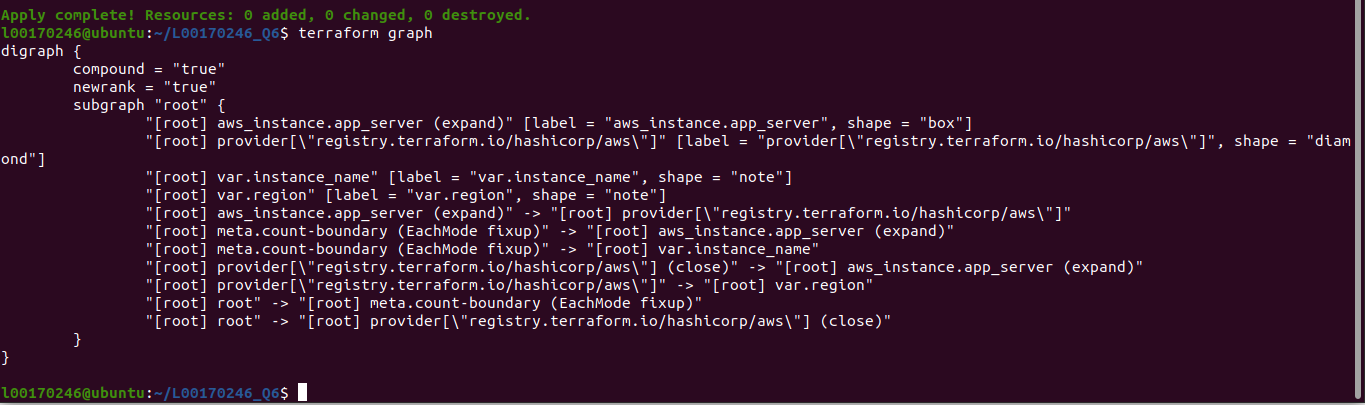 Apply complete! Resources: 0 added, 0 changed, 0 destroyed.
l00170246@ubuntu:~/L00170246_Q6$ terraform graph
digraph {
        compound = "true"
        newrank = "true"
        subgraph "root" {
                "[root] aws_instance.app_server (expand)" [label = "aws_instance.app_server", shape = "box"]
                "[root] provider[\"registry.terraform.io/hashicorp/aws\"]" [label = "provider[\"registry.terraform.io/hashicorp/aws\"]", shape = "diam
ond"]
                "[root] var.instance_name" [label = "var.instance_name", shape = "note"]
                "[root] var.region" [label = "var.region", shape = "note"]
                "[root] aws_instance.app_server (expand)" -> "[root] provider[\"registry.terraform.io/hashicorp/aws\"]"
                "[root] meta.count-boundary (EachMode fixup)" -> "[root] aws_instance.app_server (expand)"
                "[root] meta.count-boundary (EachMode fixup)" -> "[root] var.instance_name"
                "[root] provider[\"registry.terraform.io/hashicorp/aws\"] (close)" -> "[root] aws_instance.app_server (expand)"
                "[root] provider[\"registry.terraform.io/hashicorp/aws\"]" -> "[root] var.region"
                "[root] root" -> "[root] meta.count-boundary (EachMode fixup)"
                "[root] root" -> "[root] provider[\"registry.terraform.io/hashicorp/aws\"] (close)"
        }
}
l00170246@ubuntu:~/L00170246_Q6$